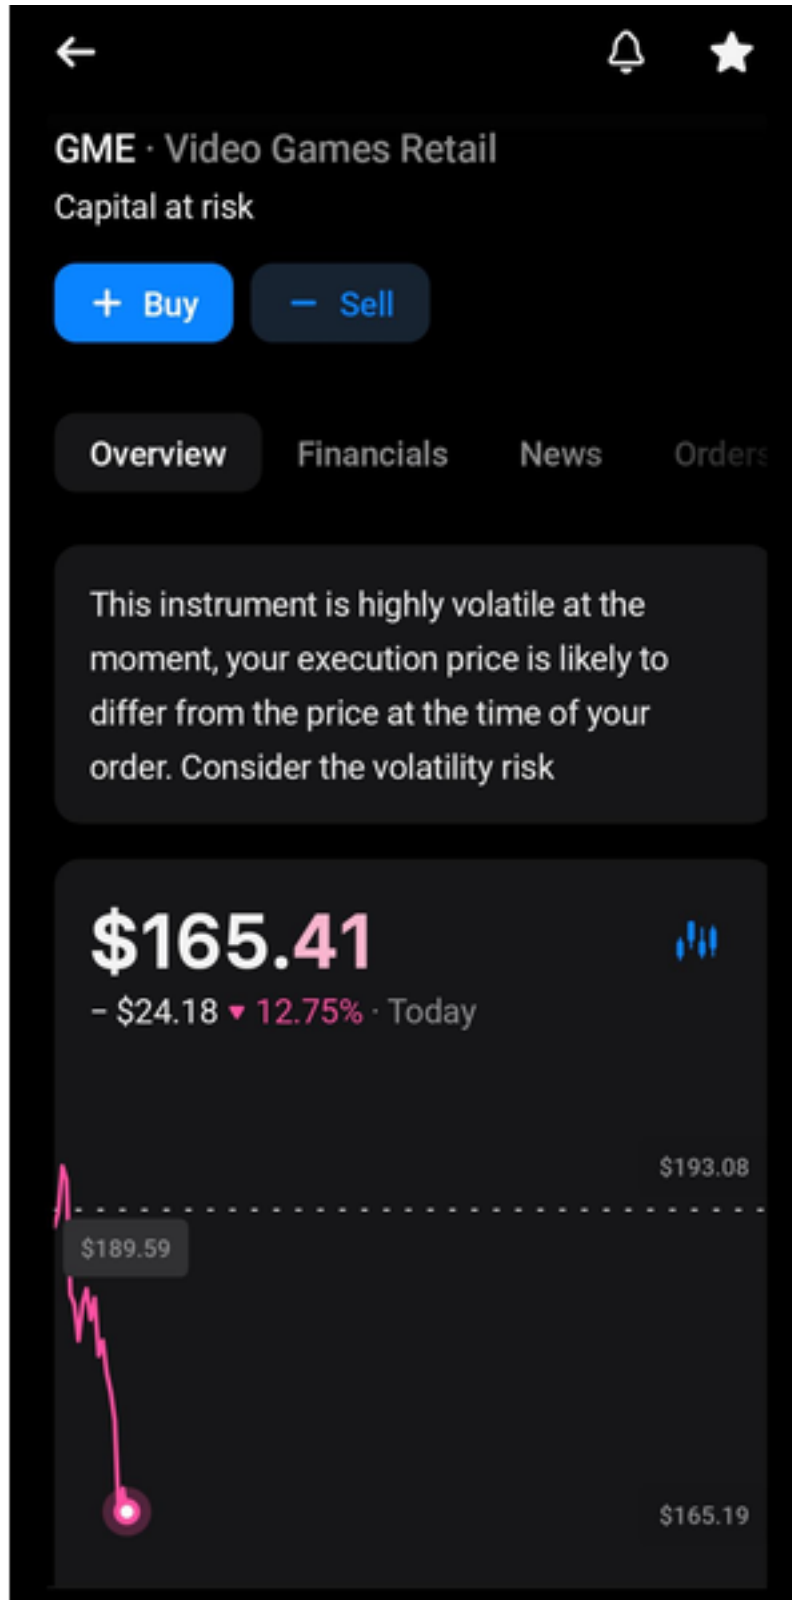 GME · Video Games Retail
Capital at risk
+ Buy
− Sell
Overview Financials News Orders
This instrument is highly volatile at the
moment, your execution price is likely to
differ from the price at the time of your
order. Consider the volatility risk
$165.41
− $24.18 ▼ 12.75% · Today
$193.08
$189.59
$165.19